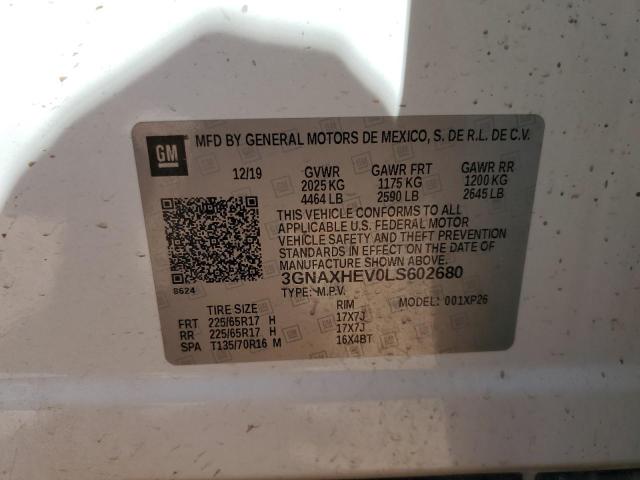 GM
MFD BY GENERAL MOTORS DE MEXICO, S. DE R.L. DE C.V.
12/19 GVWR GAWR FRT GAWR RR
2025 KG 1175 KG 1200 KG
4464 LB 2590 LB 2645 LB
THIS VEHICLE CONFORMS TO ALL
APPLICABLE U.S. FEDERAL MOTOR
VEHICLE SAFETY AND THEFT PREVENTION
STANDARDS IN EFFECT ON THE DATE OF
MANUFACTURE SHOWN ABOVE.
3GNAXHEV0LS602680
8624
TYPE: M.P.V. MODEL: 001XP26
TIRE SIZE RIM
FRT 225/65R17 H 17X7J
RR 225/65R17 H 17X7J
SPA T135/70R16 M 16X4BT